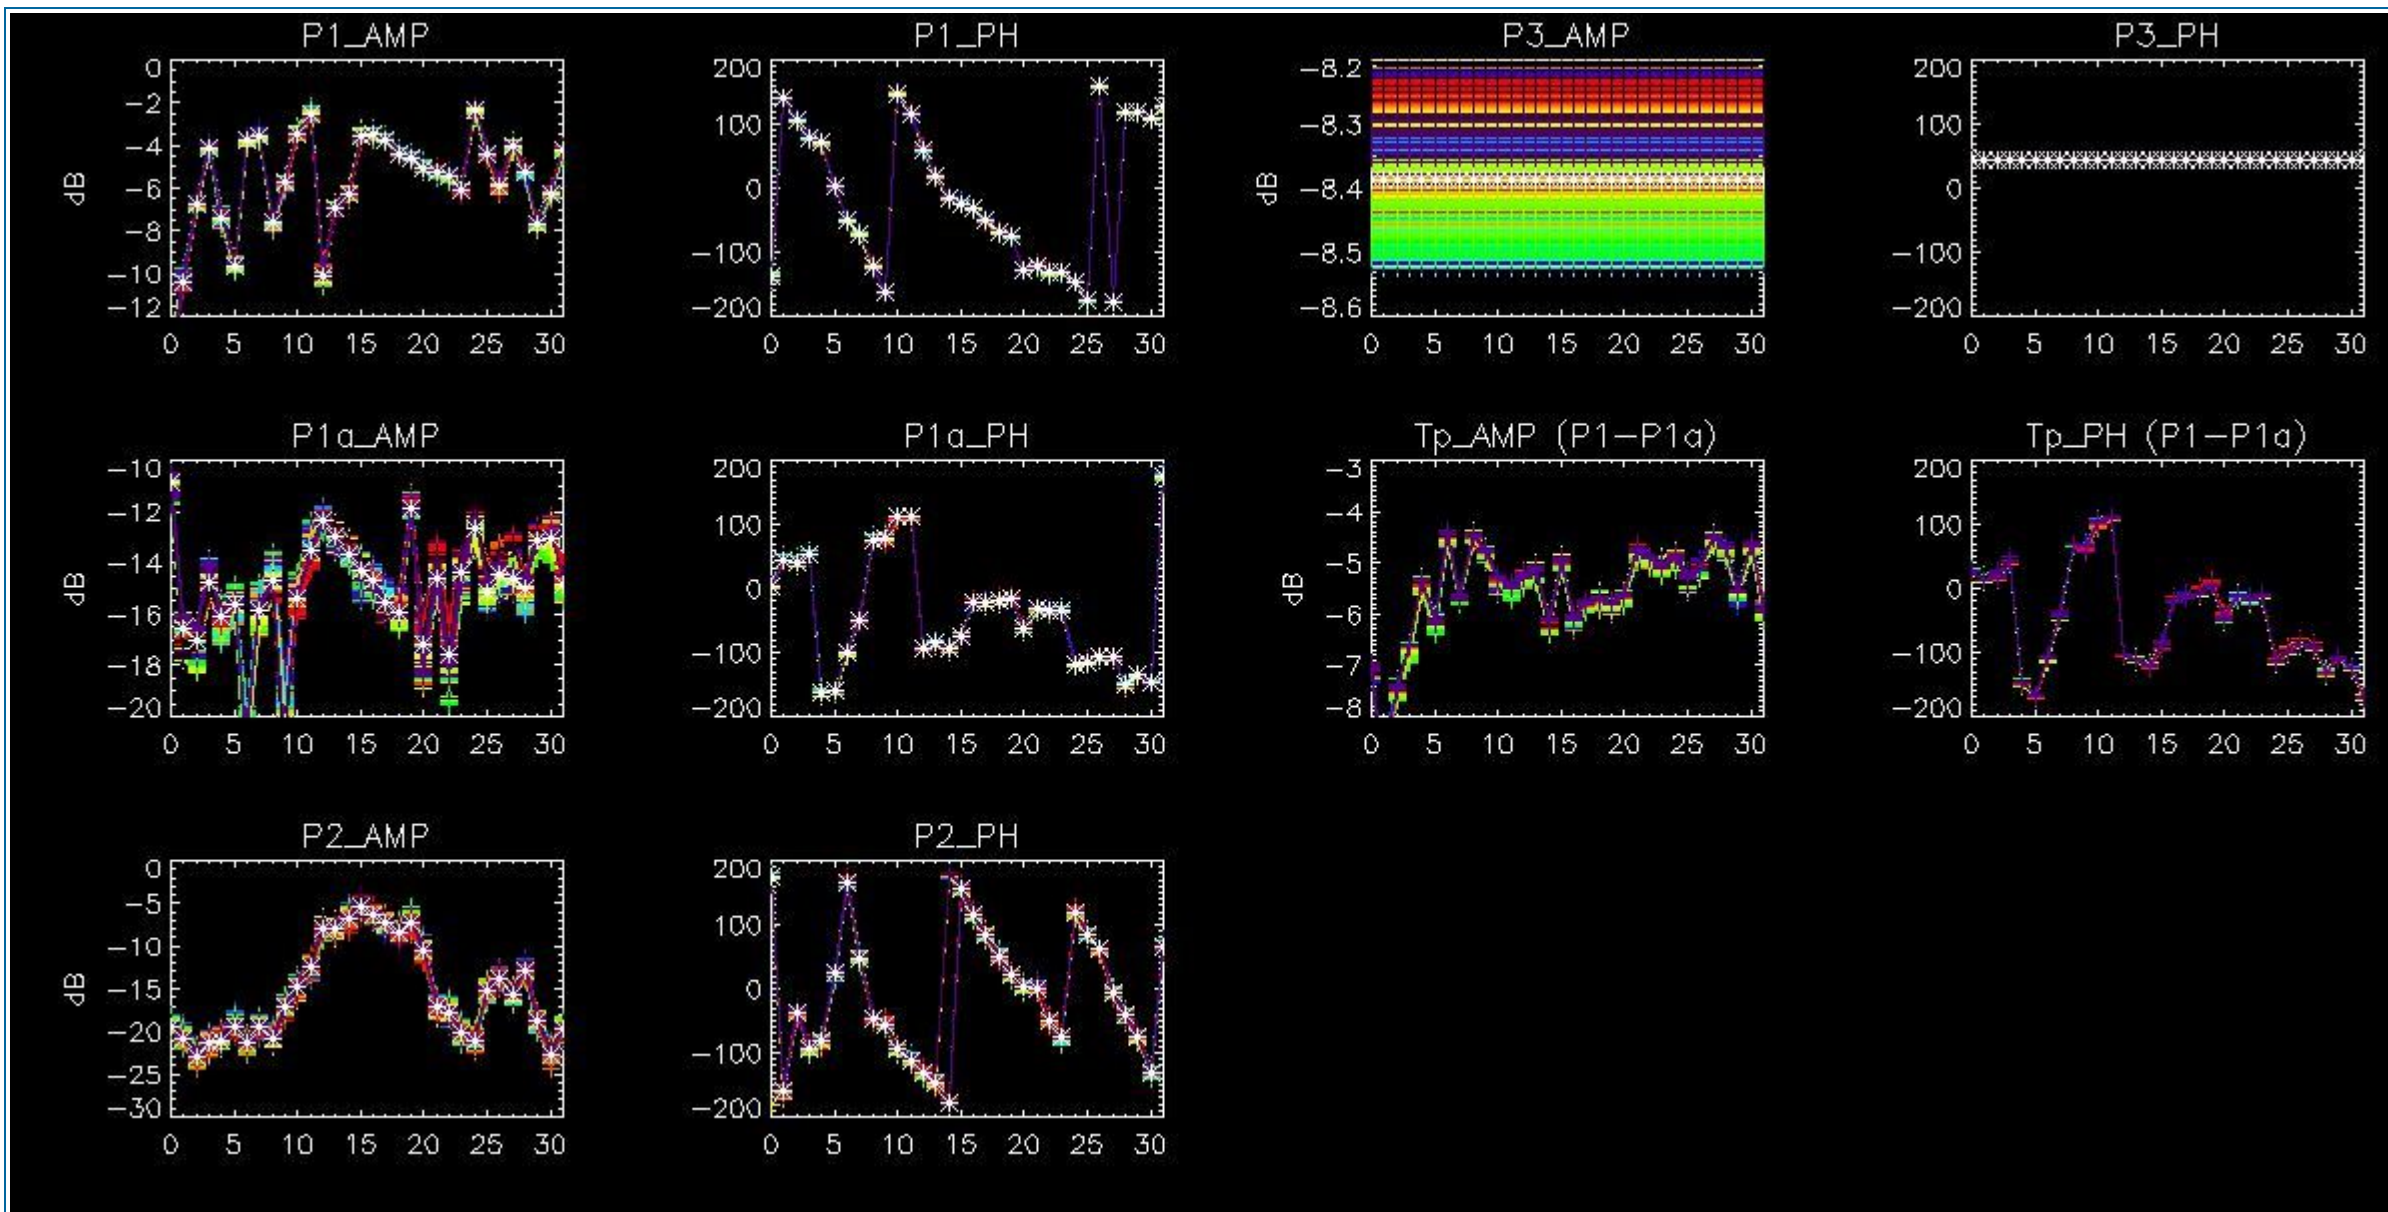 P1_AMP
0
−2
−4
−6
−8
−10
−12
dB
0 5 10 15 20 25 30
P1_PH
200
100
0
−100
−200
0 5 10 15 20 25 30
P3_AMP
−8.2
−8.3
−8.4
−8.5
−8.6
dB
0 5 10 15 20 25 30
P3_PH
200
100
0
−100
−200
0 5 10 15 20 25 30
P1a_AMP
−10
−12
−14
−16
−18
−20
dB
0 5 10 15 20 25 30
P1a_PH
200
100
0
−100
−200
0 5 10 15 20 25 30
Tp_AMP (P1−P1a)
−3
−4
−5
−6
−7
−8
dB
0 5 10 15 20 25 30
Tp_PH (P1−P1a)
200
100
0
−100
−200
0 5 10 15 20 25 30
P2_AMP
0
−5
−10
−15
−20
−25
−30
dB
0 5 10 15 20 25 30
P2_PH
200
100
0
−100
−200
0 5 10 15 20 25 30